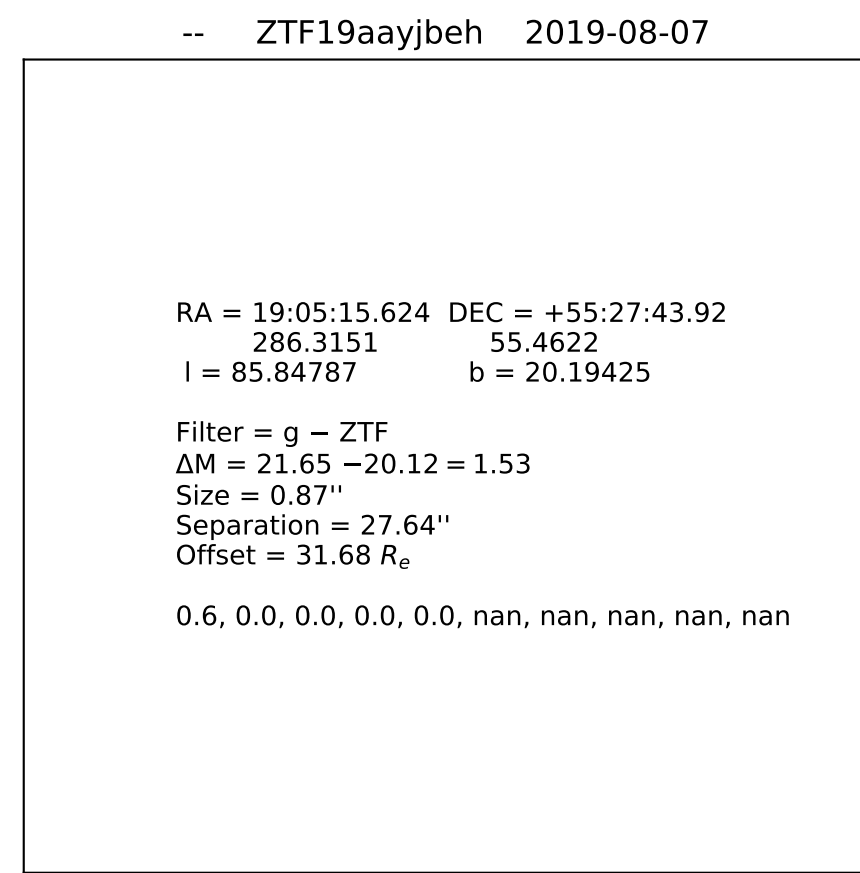 -- ZTF19aayjbeh 2019-08-07
RA = 19:05:15.624 DEC = +55:27:43.92
286.3151 55.4622
l = 85.84787 b = 20.19425
Filter = g − ZTF
ΔM = 21.65 −20.12 = 1.53
Size = 0.87''
Separation = 27.64''
Offset = 31.68 Re
0.6, 0.0, 0.0, 0.0, 0.0, nan, nan, nan, nan, nan